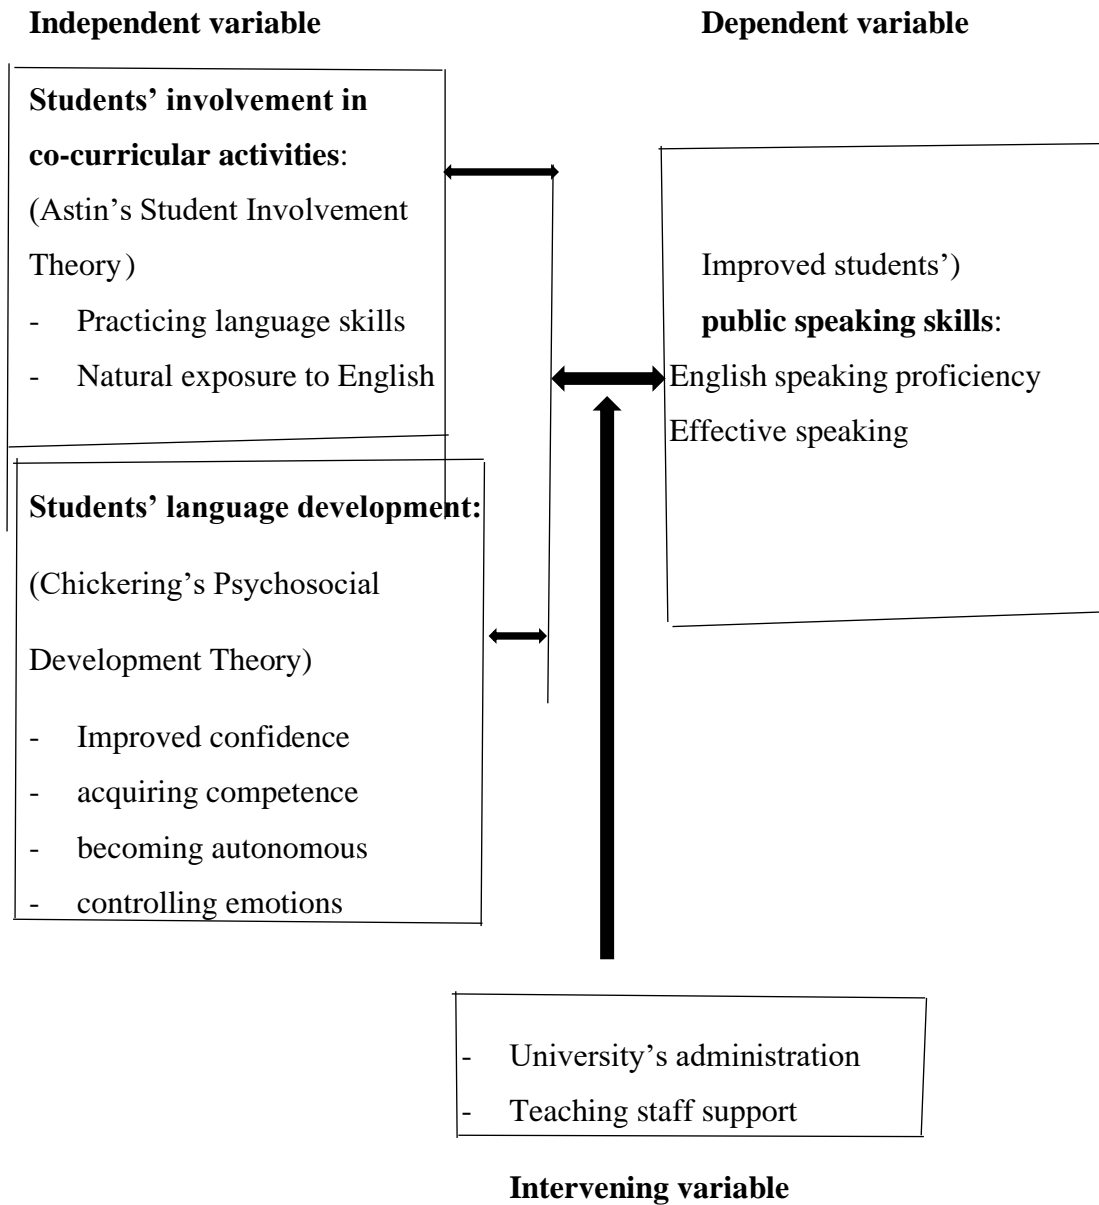 Independent variable
Dependent variable
Students’ involvement in
co-curricular activities:
(Astin’s Student Involvement
Theory)
- Practicing language skills
- Natural exposure to English
Students’ language development:
(Chickering’s Psychosocial
Development Theory)
- Improved confidence
- acquiring competence
- becoming autonomous
- controlling emotions
Improved students’)
public speaking skills:
English speaking proficiency
Effective speaking
- University’s administration
- Teaching staff support
Intervening variable